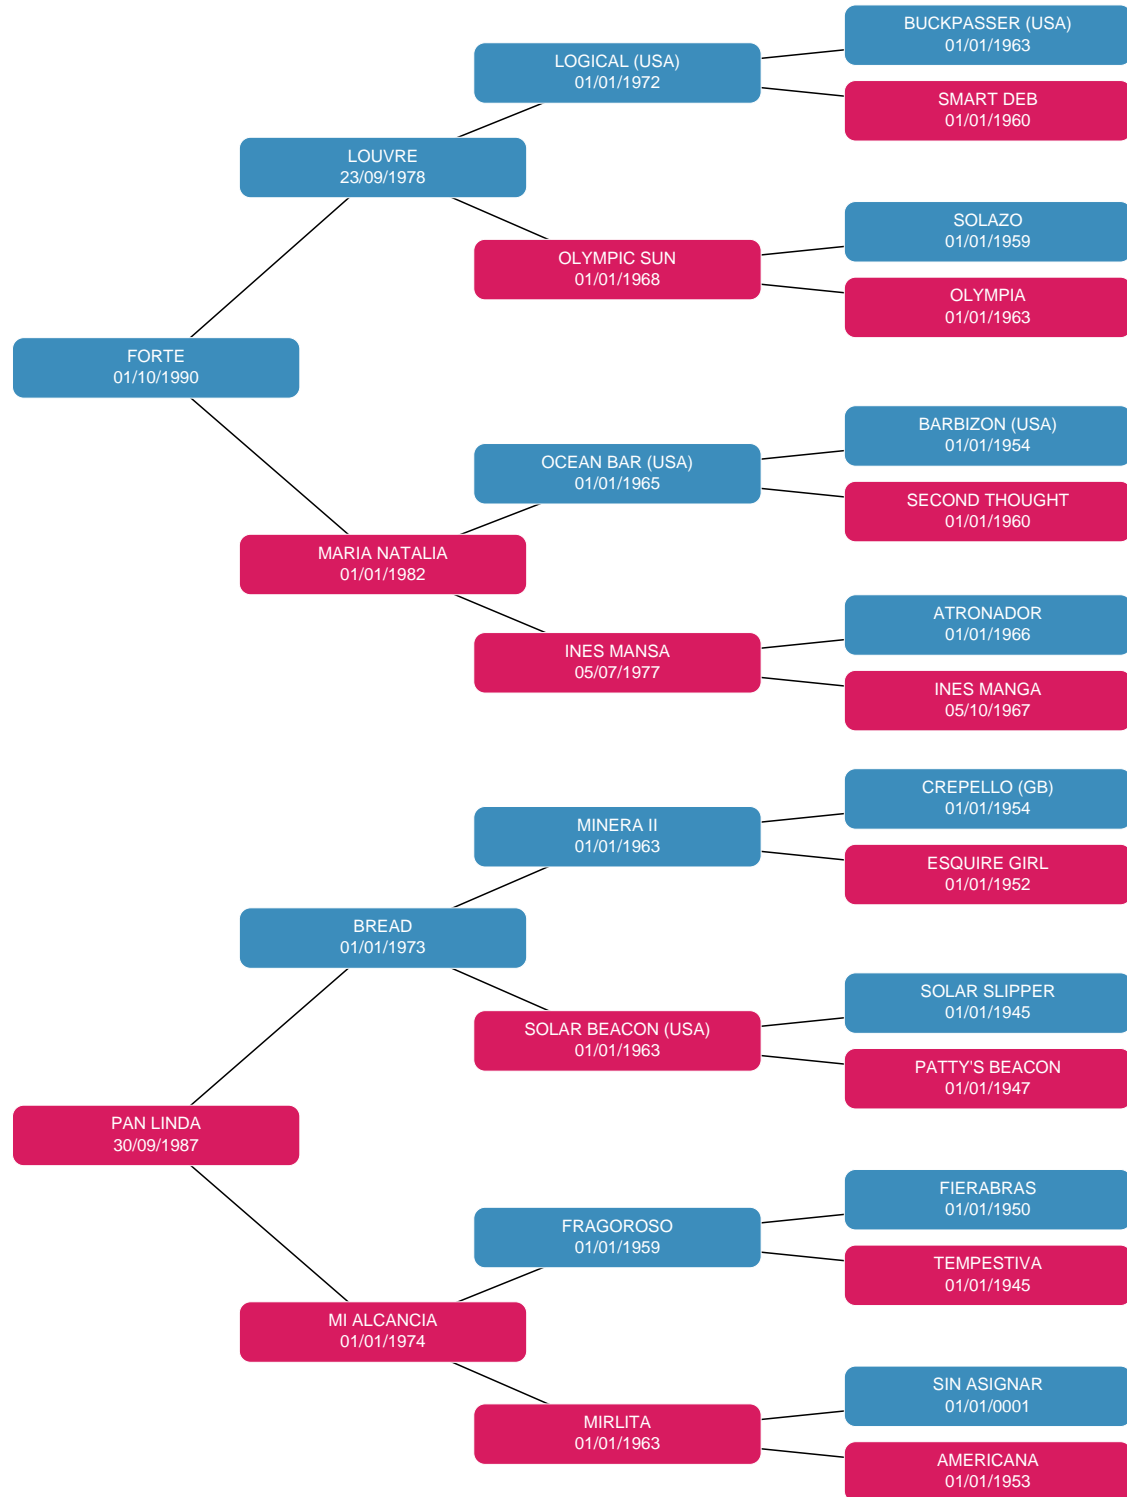 BUCKPASSER (USA)
01/01/1963
LOGICAL (USA)
01/01/1972
SMART DEB
01/01/1960
LOUVRE
23/09/1978
SOLAZO
01/01/1959
OLYMPIC SUN
01/01/1968
OLYMPIA
01/01/1963
FORTE
01/10/1990
BARBIZON (USA)
01/01/1954
OCEAN BAR (USA)
01/01/1965
SECOND THOUGHT
01/01/1960
MARIA NATALIA
01/01/1982
ATRONADOR
01/01/1966
INES MANSA
05/07/1977
INES MANGA
05/10/1967
CREPELLO (GB)
01/01/1954
MINERA II
01/01/1963
ESQUIRE GIRL
01/01/1952
BREAD
01/01/1973
SOLAR SLIPPER
01/01/1945
SOLAR BEACON (USA)
01/01/1963
PATTY'S BEACON
01/01/1947
PAN LINDA
30/09/1987
FIERABRAS
01/01/1950
FRAGOROSO
01/01/1959
TEMPESTIVA
01/01/1945
MI ALCANCIA
01/01/1974
SIN ASIGNAR
01/01/0001
MIRLITA
01/01/1963
AMERICANA
01/01/1953